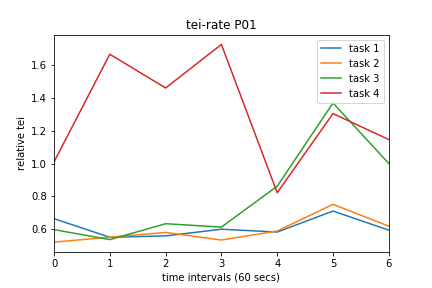 tei-rate P01
relative tei
1.6
1.4
1.2
1.0
0.8
0.6
task 1
task 2
task 3
task 4
0 1 2 3 4 5 6
time intervals (60 secs)